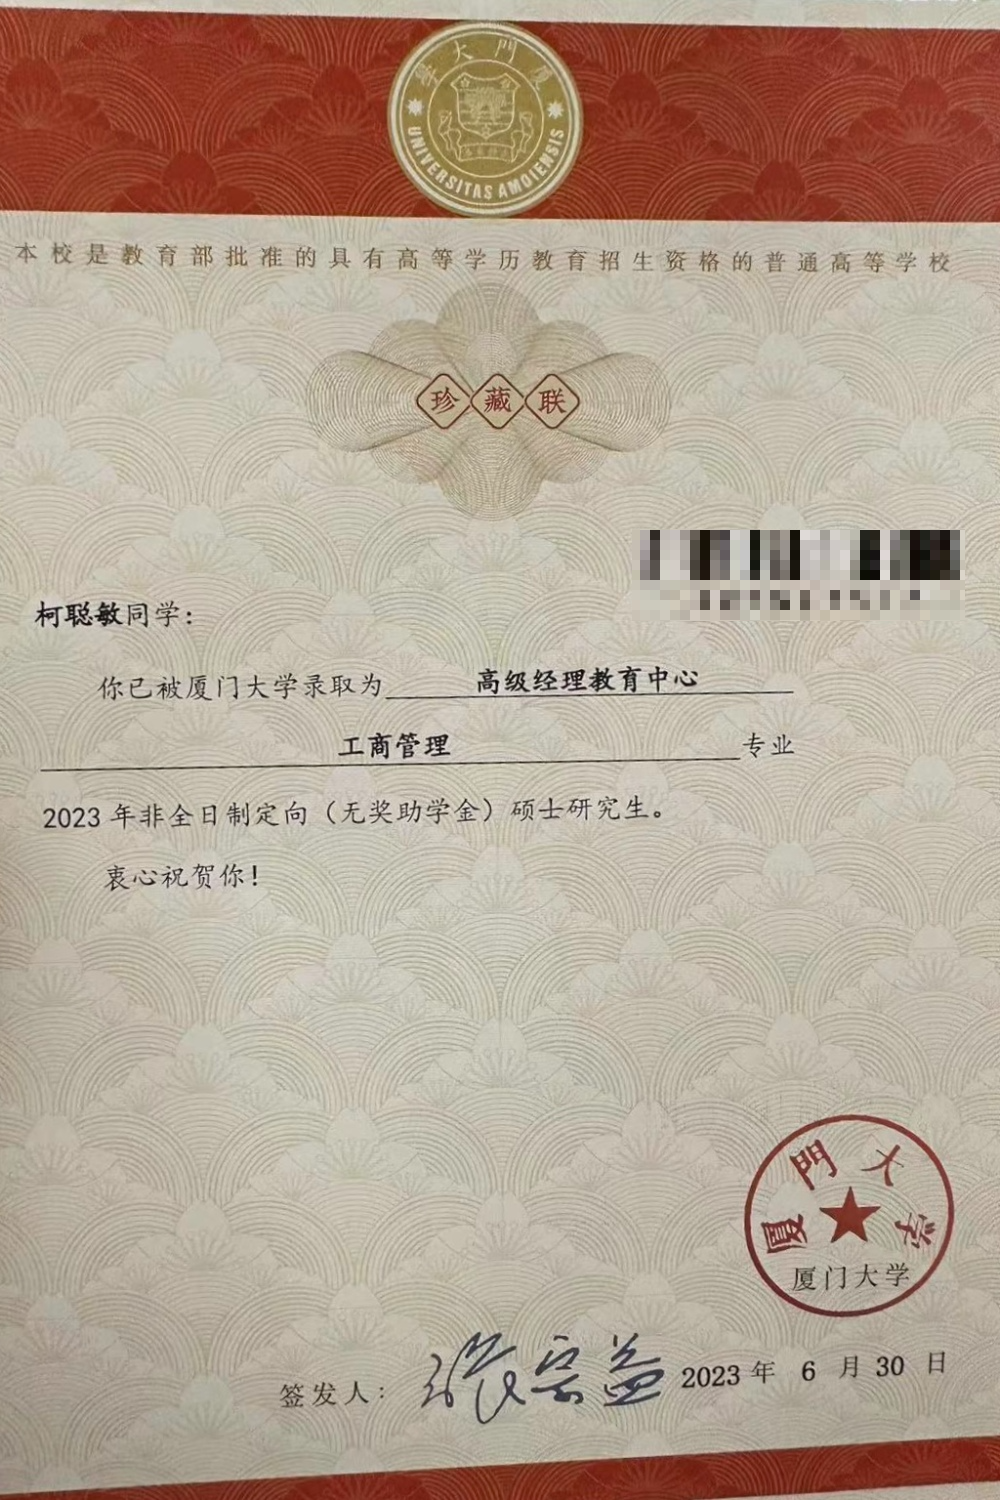 廈門大學
UNIVERSITAS AMOIENSIS
本校是教育部批准的具有高等学历教育招生资格的普通高等学校
珍藏联
柯聪敏同学：
你已被厦门大学录取为 高级经理教育中心
工商管理 专业
2023 年非全日制定向（无奖助学金）硕士研究生。
衷心祝贺你！
廈門大学
厦门大学
签发人： 张宗益 2023 年 6 月 30 日